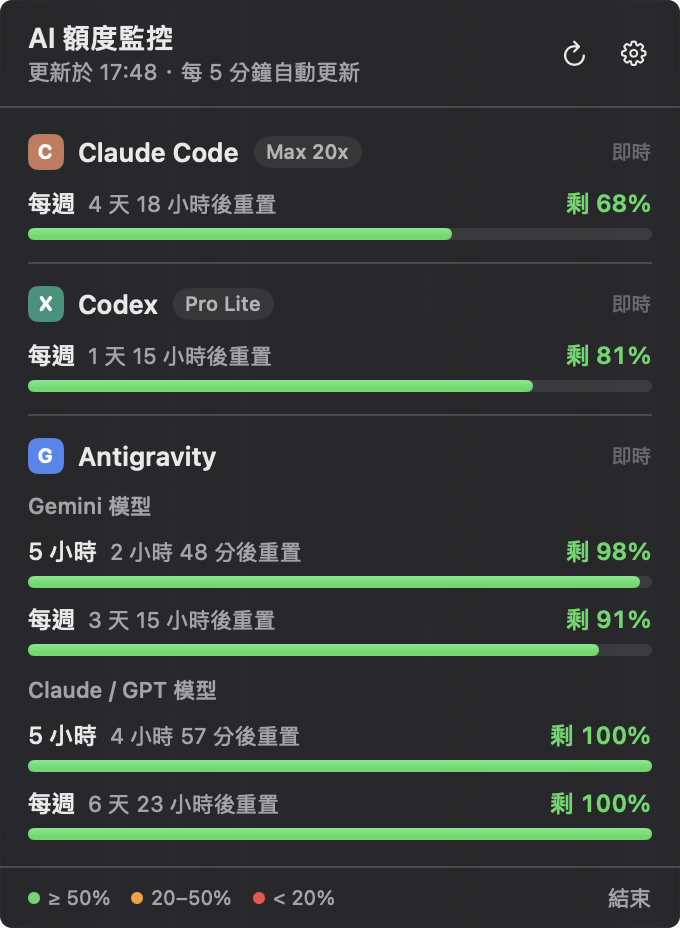 AI 額度監控
更新於 17:48 · 每 5 分鐘自動更新
C Claude Code Max 20x 即時
每週 4 天 18 小時後重置 剩 68%
X Codex Pro Lite 即時
每週 1 天 15 小時後重置 剩 81%
G Antigravity 即時
Gemini 模型
5 小時 2 小時 48 分後重置 剩 98%
每週 3 天 15 小時後重置 剩 91%
Claude / GPT 模型
5 小時 4 小時 57 分後重置 剩 100%
每週 6 天 23 小時後重置 剩 100%
≥ 50% 20–50% < 20% 結束